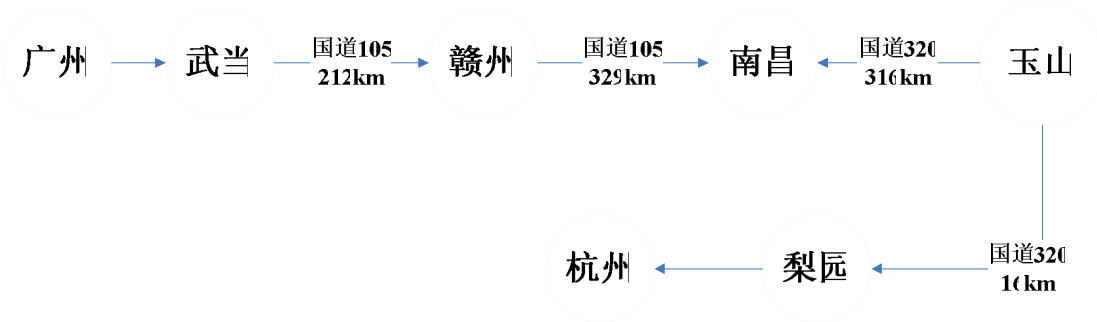 广州
武当
国道105
212km
赣州
国道105
329km
南昌
国道320
316km
玉山
杭州
梨园
国道320
16km